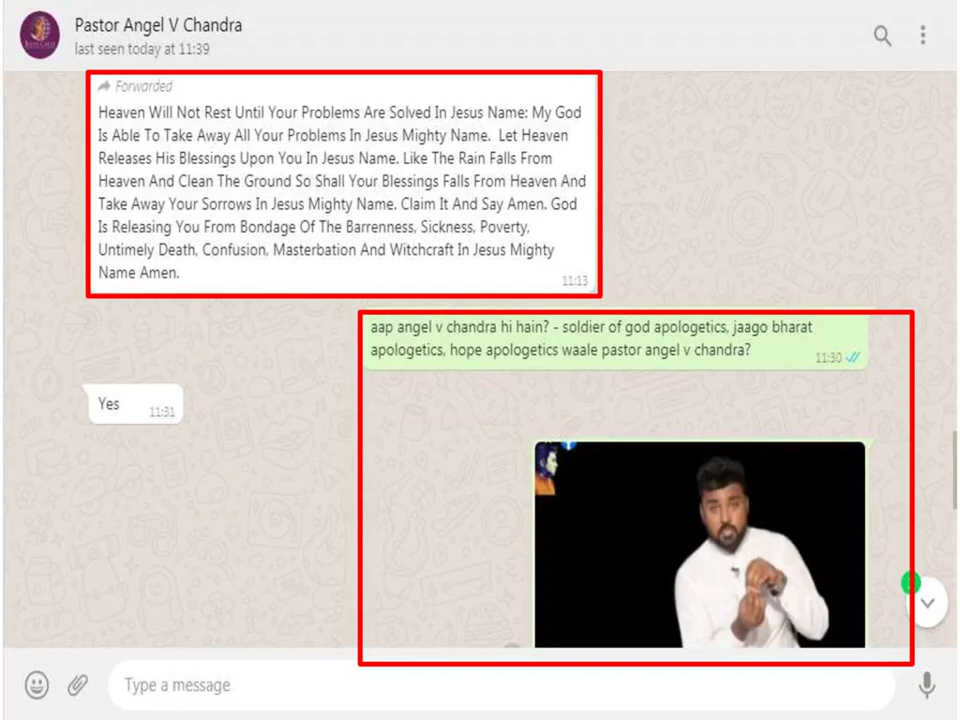 Pastor Angel V Chandra
last seen today at 11:39
Forwarded
Heaven Will Not Rest Until Your Problems Are Solved In Jesus Name: My God
Is Able To Take Away All Your Problems In Jesus Mighty Name.  Let Heaven
Releases His Blessings Upon You In Jesus Name. Like The Rain Falls From
Heaven And Clean The Ground So Shall Your Blessings Falls From Heaven And
Take Away Your Sorrows In Jesus Mighty Name. Claim It And Say Amen. God
Is Releasing You From Bondage Of The Barrenness, Sickness, Poverty,
Untimely Death, Confusion, Masterbation And Witchcraft In Jesus Mighty
Name Amen.
11:13
aap angel v chandra hi hain? - soldier of god apologetics, jaago bharat
apologetics, hope apologetics waale pastor angel v chandra?
11:30
Yes
11:31
Type a message